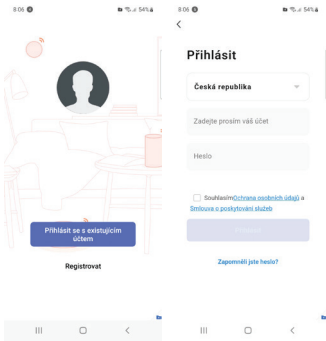 8:06
54%
Přihlásit se s existujícím
účtem
Registrovat
8:06
54%
Přihlásit
Česká republika
Zadejte prosím váš účet
Heslo
SouhlasímOchrana osobních údajů a
Smlouva o poskytování služeb
Přihlásit
Zapomněli jste heslo?